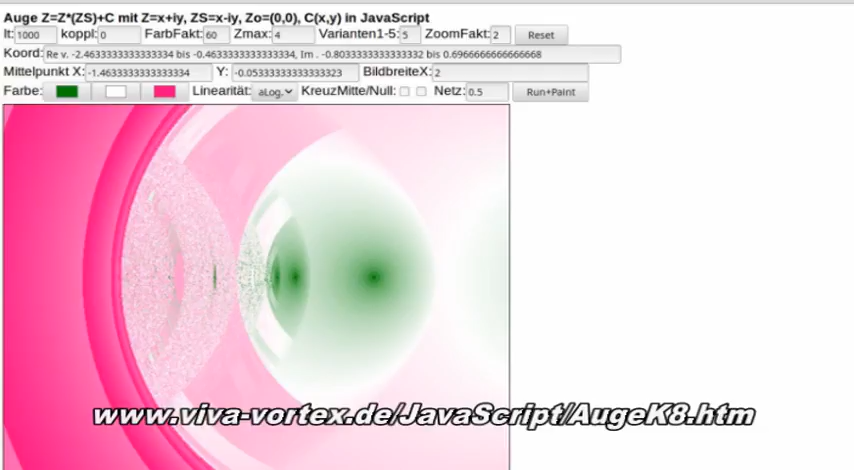 Auge Z=Z*(ZS)+C mit Z=x+iy, ZS=x-iy, Zo=(0,0), C(x,y) in JavaScript
It: 1000 koppl: 0 FarbFakt: 60 Zmax: 4 Varianten1-5: 5 ZoomFakt: 2 Reset
Koord: Re v. -2.4633333333333334 bis -0.4633333333333334, Im . -0.8033333333333332 bis 0.6966666666666668
Mittelpunkt X: -1.4633333333333334 Y: -0.05333333333333323 BildbreiteX: 2
Farbe: Linearität: aLog. KreuzMitte/Null: Netz: 0.5 Run+Paint
www.viva-vortex.de/JavaScript/AugeK8.htm